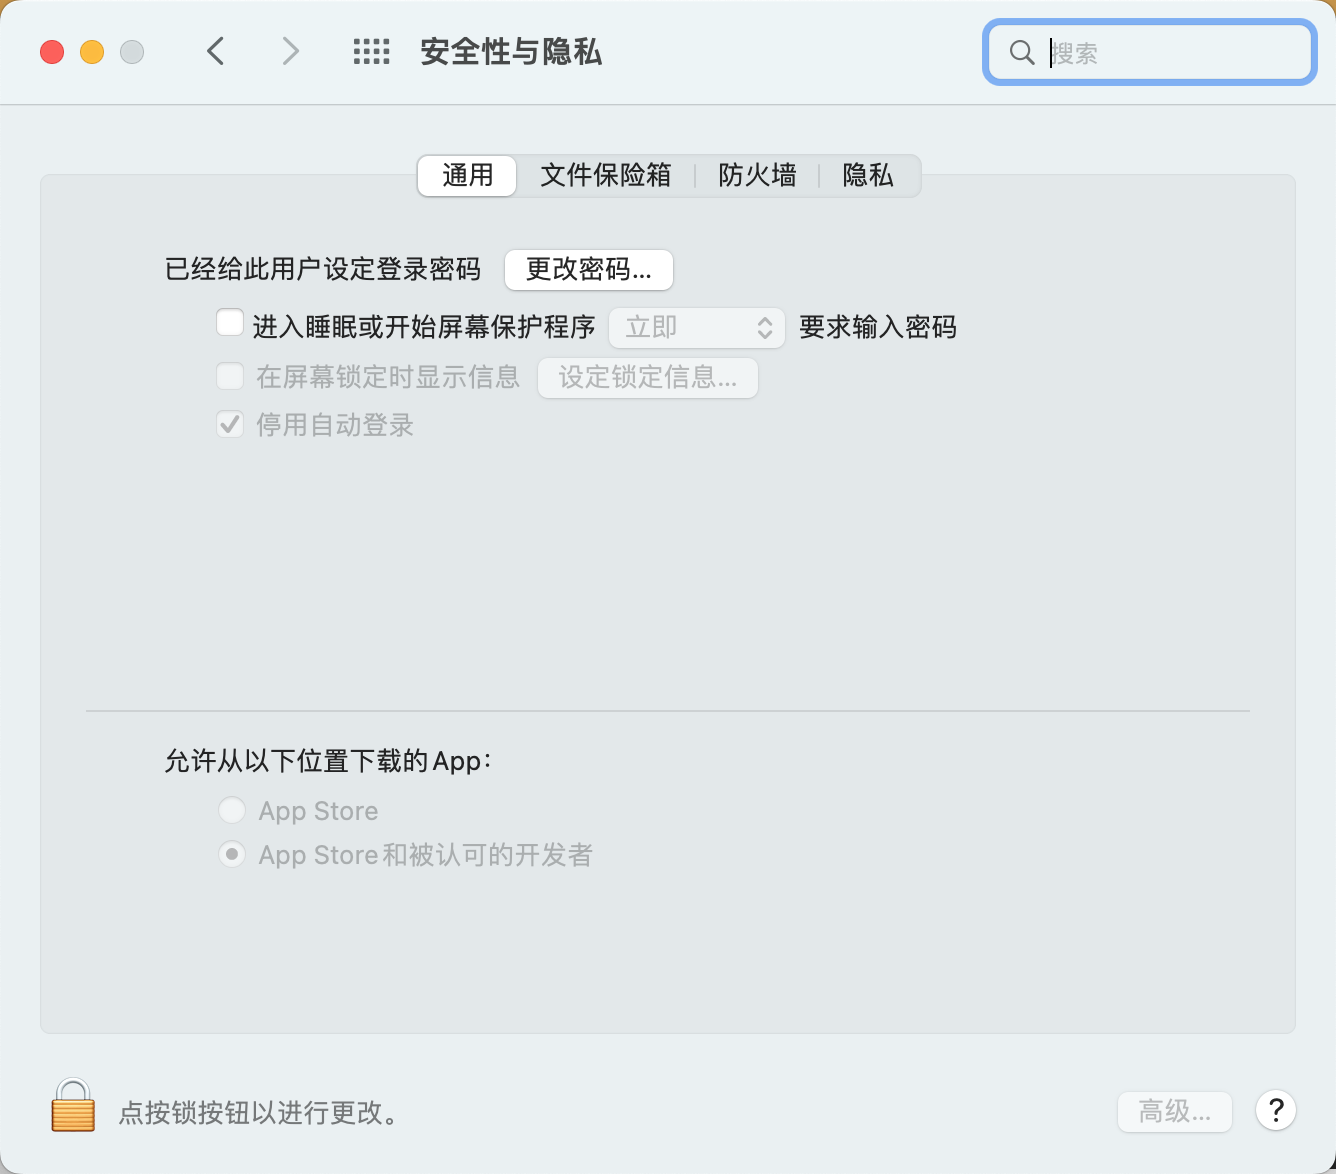 安全性与隐私
搜索
通用 文件保险箱 防火墙 隐私
已经给此用户设定登录密码 更改密码...
进入睡眠或开始屏幕保护程序 立即 要求输入密码
在屏幕锁定时显示信息 设定锁定信息...
停用自动登录
允许从以下位置下载的App：
App Store
App Store和被认可的开发者
点按锁按钮以进行更改。 高级... ?